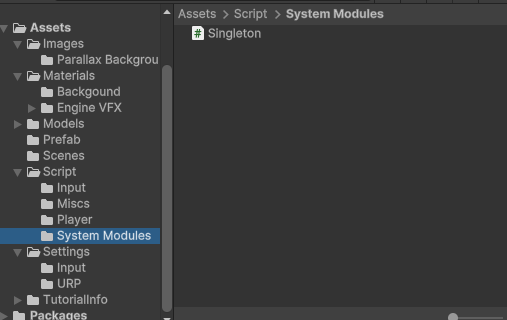 Assets
Images
Parallax Backgrou
Materials
Backgound
Engine VFX
Models
Prefab
Scenes
Script
Input
Miscs
Player
System Modules
Settings
Input
URP
TutorialInfo
Packages
Assets > Script > System Modules
# Singleton